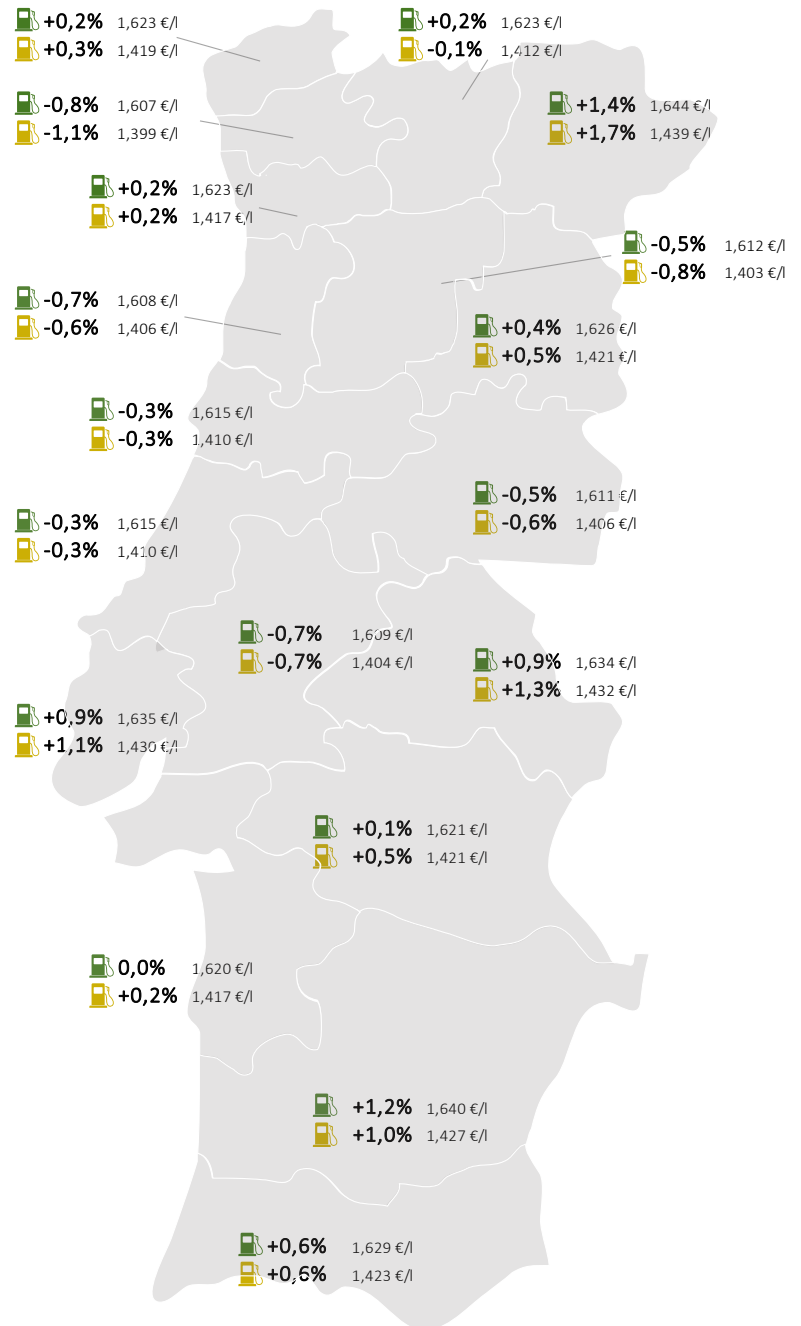 +0,2% 1,623 €/l
+0,3% 1,419 €/l
+0,2% 1,623 €/l
-0,1% 1,412 €/l
-0,8% 1,607 €/l
-1,1% 1,399 €/l
+1,4% 1,644 €/l
+1,7% 1,439 €/l
+0,2% 1,623 €/l
+0,2% 1,417 €/l
-0,5% 1,612 €/l
-0,8% 1,403 €/l
-0,7% 1,608 €/l
-0,6% 1,406 €/l
+0,4% 1,626 €/l
+0,5% 1,421 €/l
-0,3% 1,615 €/l
-0,3% 1,410 €/l
-0,5% 1,611 €/l
-0,6% 1,406 €/l
-0,3% 1,615 €/l
-0,3% 1,410 €/l
-0,7% 1,609 €/l
-0,7% 1,404 €/l
+0,9% 1,634 €/l
+1,3% 1,432 €/l
+0,9% 1,635 €/l
+1,1% 1,430 €/l
+0,1% 1,621 €/l
+0,5% 1,421 €/l
0,0% 1,620 €/l
+0,2% 1,417 €/l
+1,2% 1,640 €/l
+1,0% 1,427 €/l
+0,6% 1,629 €/l
+0,6% 1,423 €/l